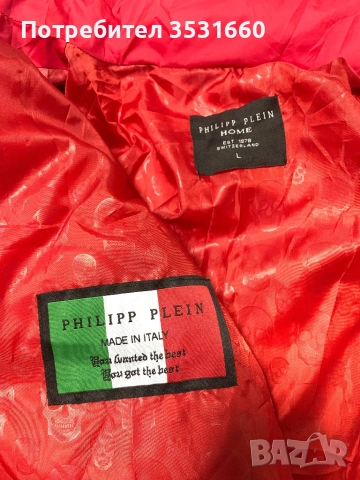 Потребител 3531660
PHILIPP PLEIN
HOME
EST 1978
SWITZERLAND
L
PHILIPP PLEIN
MADE IN ITALY
You wanted the best
You got the best
BAZAR